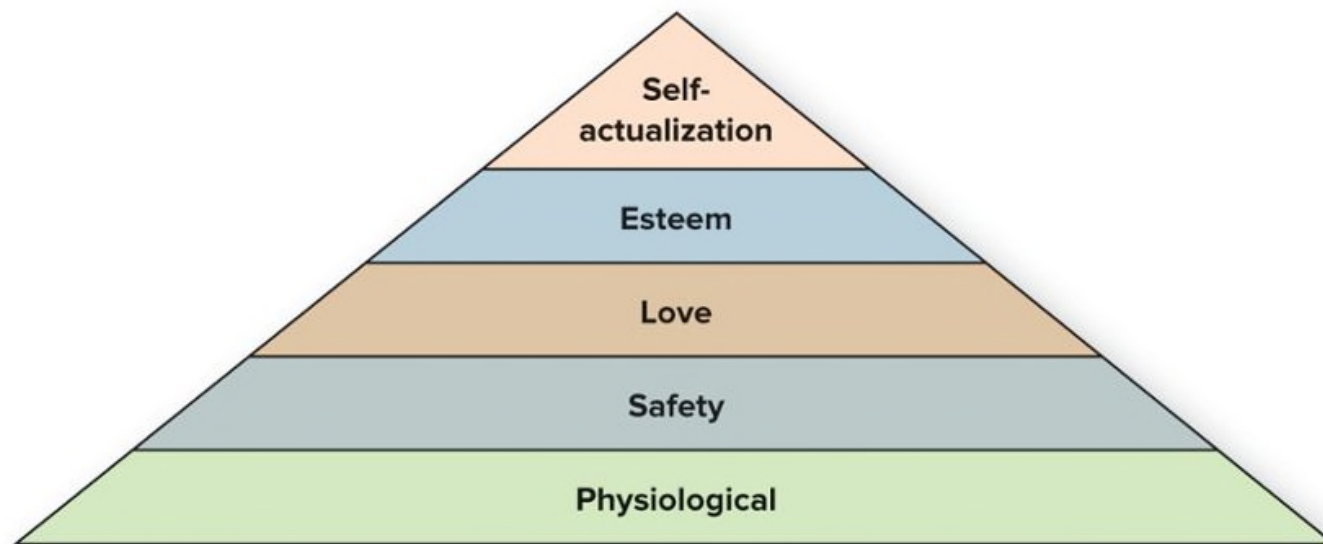 Self-
actualization
Esteem
Love
Safety
Physiological